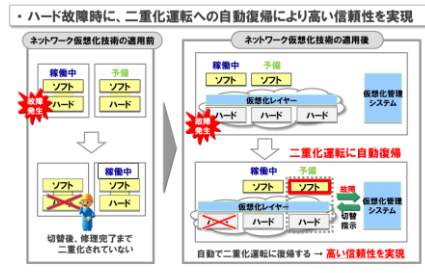 ・ハード故障時に、二重化運転への自動復帰により高い信頼性を実現
ネットワーク仮想化技術の適用前
稼働中
予備
ソフト
ソフト
ハード
ハード
故障
発生
稼働中
ソフト
ソフト
ハード
ハード
切替後、修理完了まで
二重化されていない
ネットワーク仮想化技術の適用後
稼働中
予備
ソフト
ソフト
仮想化レイヤー
ハード
ハード
ハード
故障
発生
仮想化管理
システム
二重化運転に自動復帰
稼働中
予備
ソフト
ソフト
仮想化レイヤー
ハード
ハード
ハード
故障
切替
指示
仮想化管理
システム
自動で二重化運転に復帰する → 高い信頼性を実現